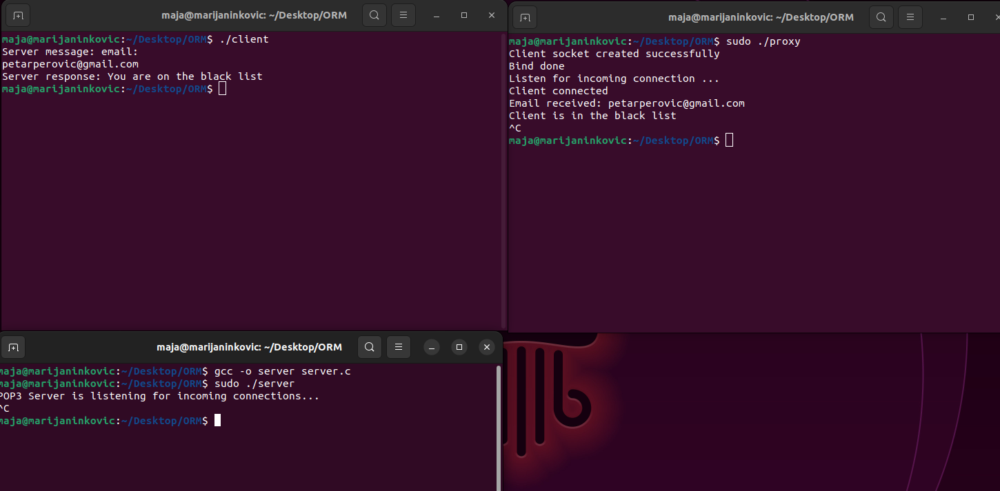 maja@marijaninkovic: ~/Desktop/ORM
maja@marijaninkovic:~/Desktop/ORM$ ./client
Server message: email:
petarperovic@gmail.com
Server response: You are on the black list
maja@marijaninkovic:~/Desktop/ORM$
maja@marijaninkovic: ~/Desktop/ORM
maja@marijaninkovic:~/Desktop/ORM$ sudo ./proxy
Client socket created successfully
Bind done
Listen for incoming connection ...
Client connected
Email received: petarperovic@gmail.com
Client is in the black list
^C
maja@marijaninkovic:~/Desktop/ORM$
maja@marijaninkovic: ~/Desktop/ORM
maja@marijaninkovic:~/Desktop/ORM$ gcc -o server server.c
maja@marijaninkovic:~/Desktop/ORM$ sudo ./server
POP3 Server is listening for incoming connections...
^C
maja@marijaninkovic:~/Desktop/ORM$